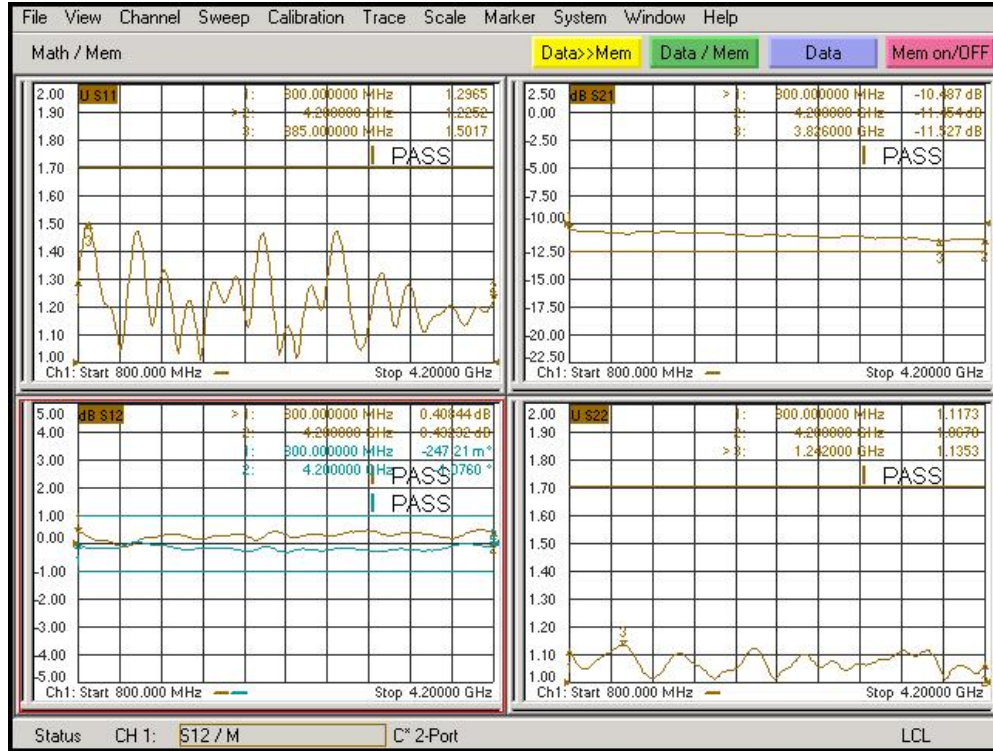 File View Channel Sweep Calibration Trace Scale Marker System Window Help
Math / Mem Data>>Mem Data / Mem Data Mem on/OFF
U S11
1: 800.000000 MHz 1.2965
> 2: 4.200000 GHz 1.2252
3: 885.000000 MHz 1.5017
PASS
2.00
1.90
1.80
1.70
1.60
1.50
1.40
1.30
1.20
1.10
1.00
3
Ch1: Start 800.000 MHz Stop 4.20000 GHz
dB S21
> 1: 800.000000 MHz -10.487 dB
2: 4.200000 GHz -11.454 dB
3: 3.826000 GHz -11.527 dB
PASS
2.50
0.00
-2.50
-5.00
-7.50
-10.00
-12.50
-15.00
-17.50
-20.00
-22.50
3 2
Ch1: Start 800.000 MHz Stop 4.20000 GHz
dB S12
> 1: 800.000000 MHz 0.40844 dB
2: 4.200000 GHz
1: 800.000000 MHz -247.21 m°
2: 4.200000 GHz
PASS
PASS
5.00
4.00
3.00
2.00
1.00
0.00
-1.00
-2.00
-3.00
-4.00
-5.00
Ch1: Start 800.000 MHz Stop 4.20000 GHz
U S22
1: 800.000000 MHz 1.1173
2: 4.200000 GHz
> 3: 1.242000 GHz 1.1353
PASS
2.00
1.90
1.80
1.70
1.60
1.50
1.40
1.30
1.20
1.10
1.00
3
Ch1: Start 800.000 MHz Stop 4.20000 GHz
Status CH 1: S12 / M C* 2-Port LCL